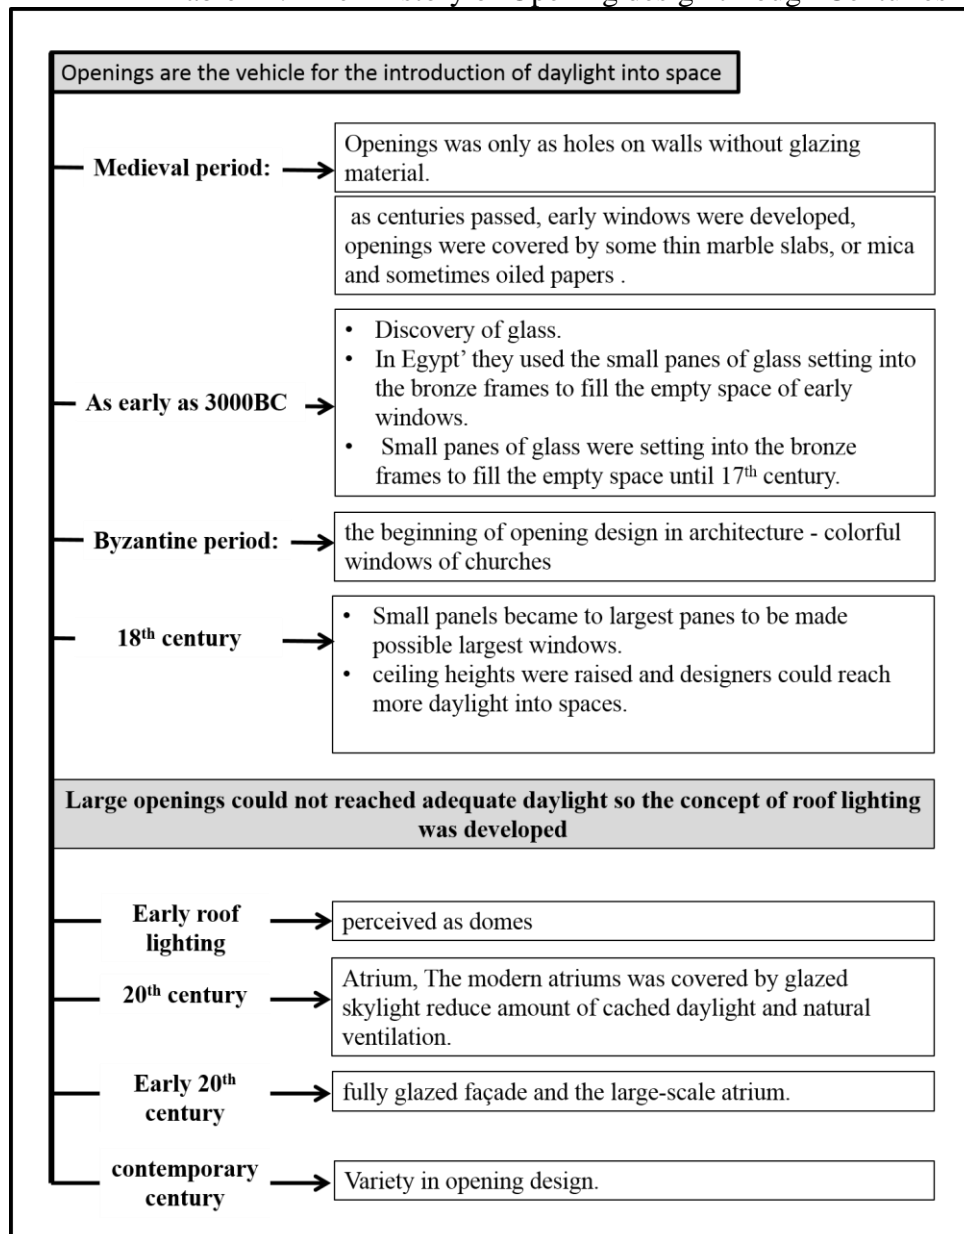 Openings are the vehicle for the introduction of daylight into space
Medieval period:
Openings was only as holes on walls without glazing
material.
as centuries passed, early windows were developed,
openings were covered by some thin marble slabs, or mica
and sometimes oiled papers .
As early as 3000BC
• Discovery of glass.
• In Egypt’ they used the small panes of glass setting into
the bronze frames to fill the empty space of early
windows.
• Small panes of glass were setting into the bronze
frames to fill the empty space until 17th century.
Byzantine period:
the beginning of opening design in architecture - colorful
windows of churches
18th century
• Small panels became to largest panes to be made
possible largest windows.
• ceiling heights were raised and designers could reach
more daylight into spaces.
Large openings could not reached adequate daylight so the concept of roof lighting
was developed
Early roof
lighting
perceived as domes
20th century
Atrium, The modern atriums was covered by glazed
skylight reduce amount of cached daylight and natural
ventilation.
Early 20th
century
fully glazed façade and the large-scale atrium.
contemporary
century
Variety in opening design.